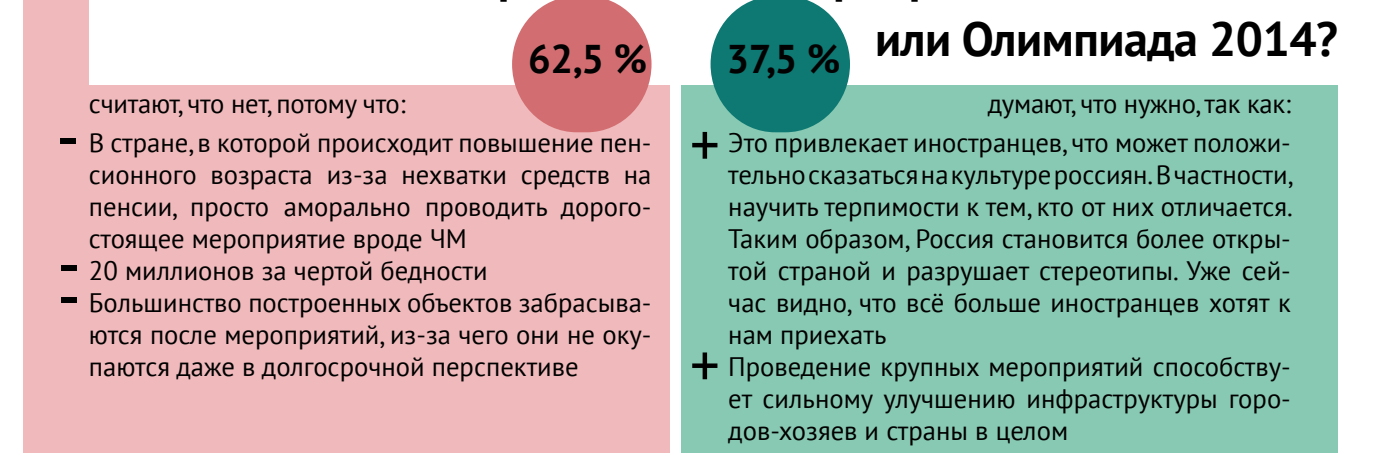 или Олимпиада 2014?
62,5 %
считают, что нет, потому что:
- В стране, в которой происходит повышение пен-
сионного возраста из-за нехватки средств на
пенсии, просто аморально проводить дорого-
стоящее мероприятие вроде ЧМ
- 20 миллионов за чертой бедности
- Большинство построенных объектов забрасыва-
ются после мероприятий, из-за чего они не оку-
паются даже в долгосрочной перспективе
37,5 %
думают, что нужно, так как:
+ Это привлекает иностранцев, что может положи-
тельно сказаться на культуре россиян. В частности,
научить терпимости к тем, кто от них отличается.
Таким образом, Россия становится более откры-
той страной и разрушает стереотипы. Уже сей-
час видно, что всё больше иностранцев хотят к
нам приехать
+ Проведение крупных мероприятий способству-
ет сильному улучшению инфраструктуры горо-
дов-хозяев и страны в целом